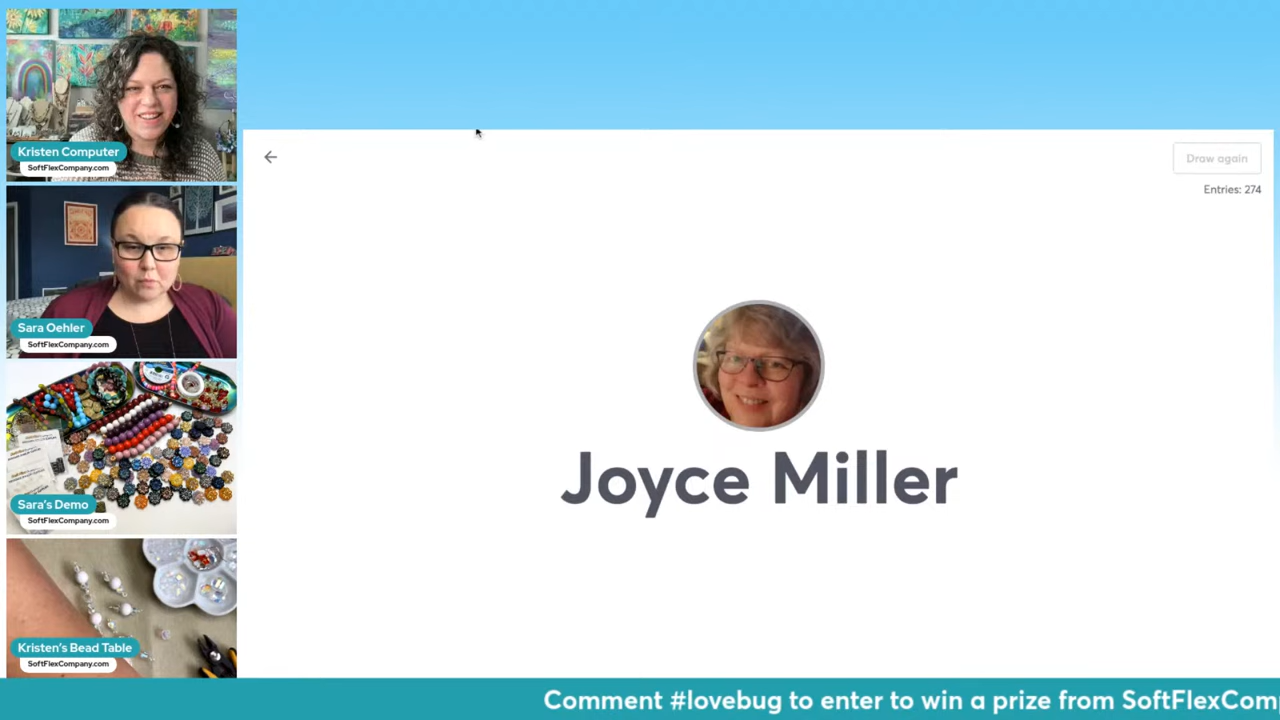 Kristen Computer
SoftFlexCompany.com
Sara Oehler
SoftFlexCompany.com
Sara's Demo
SoftFlexCompany.com
Kristen's Bead Table
SoftFlexCompany.com
Draw again
Entries: 274
Joyce Miller
Comment #lovebug to enter to win a prize from SoftFlexCom